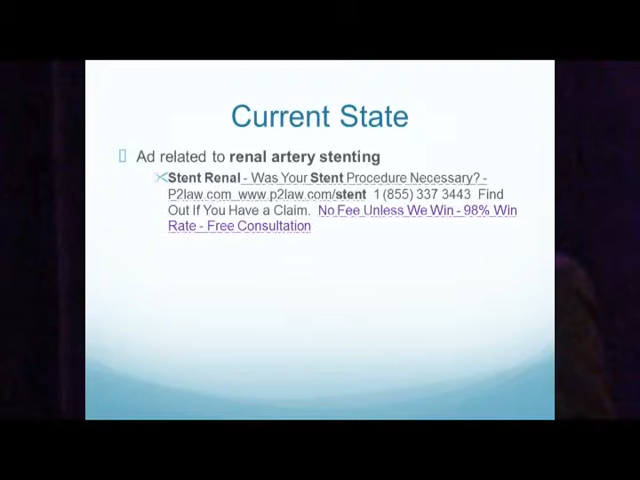 Current State
Ad related to renal artery stenting
Stent Renal - Was Your Stent Procedure Necessary? -
P2law.com www.p2law.com/stent 1 (855) 337 3443 Find
Out If You Have a Claim. No Fee Unless We Win - 98% Win
Rate - Free Consultation